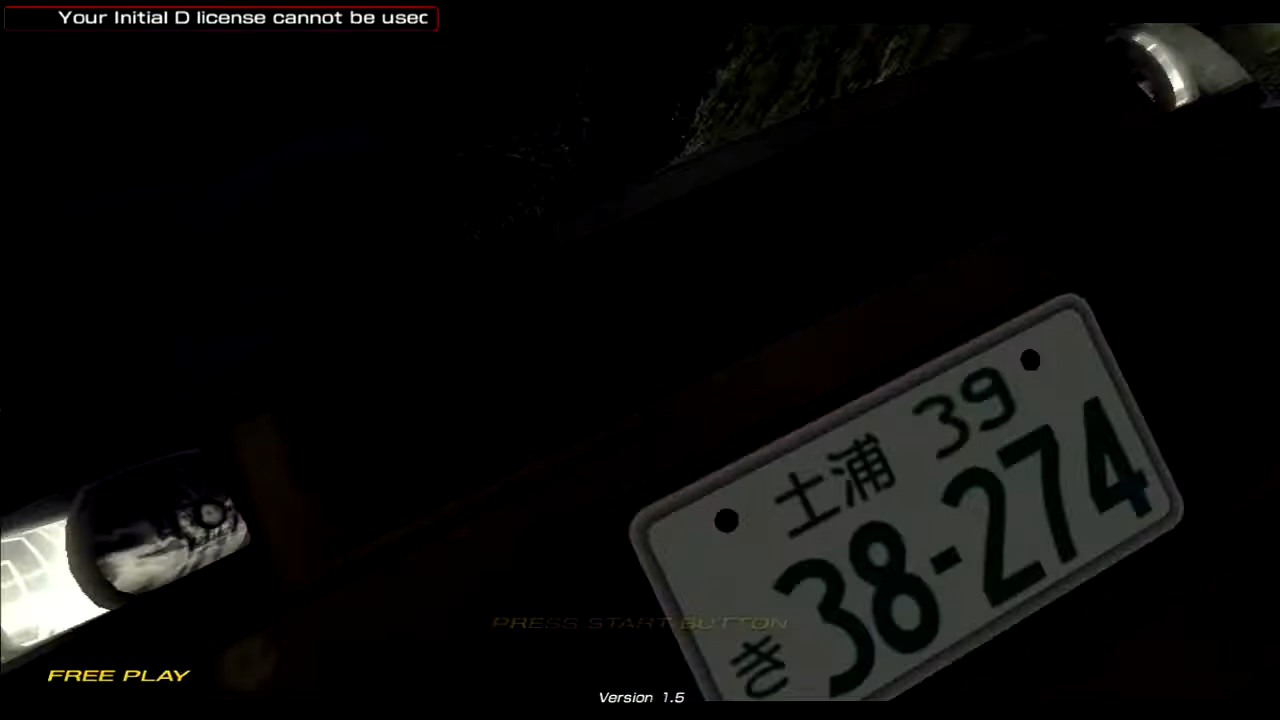 Your Initial D license cannot be used
土浦 39
き 38-274
PRESS START BUTTON
FREE PLAY
Version 1.5